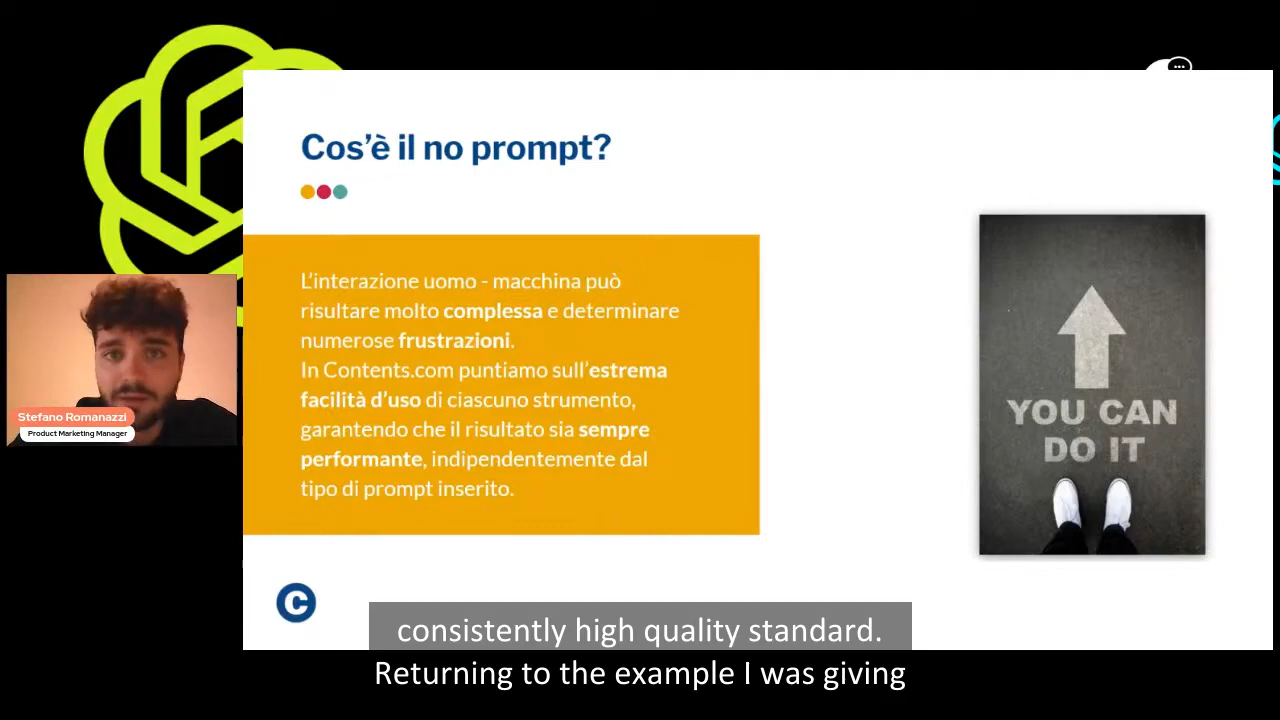 Cos’è il no prompt?
L’interazione uomo - macchina può
risultare molto complessa e determinare
numerose frustrazioni.
In Contents.com puntiamo sull’estrema
facilità d’uso di ciascuno strumento,
garantendo che il risultato sia sempre
performante, indipendentemente dal
tipo di prompt inserito.
YOU CAN
DO IT
Stefano Romanazzi
Product Marketing Manager
C
consistently high quality standard.
Returning to the example I was giving